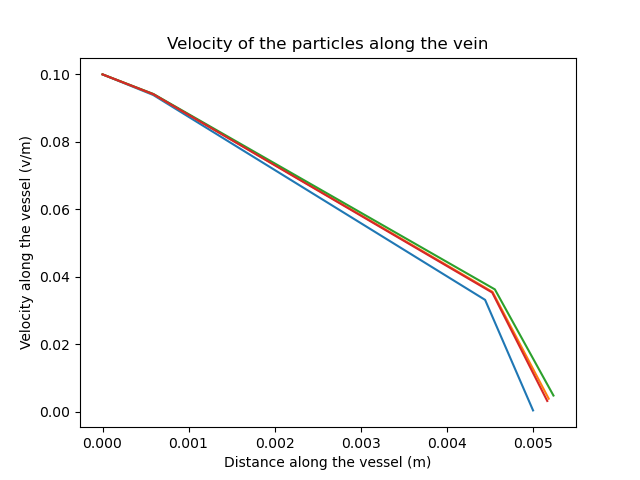 Velocity of the particles along the vein
Velocity along the vessel (v/m)
0.10
0.08
0.06
0.04
0.02
0.00
0.000 0.001 0.002 0.003 0.004 0.005
Distance along the vessel (m)